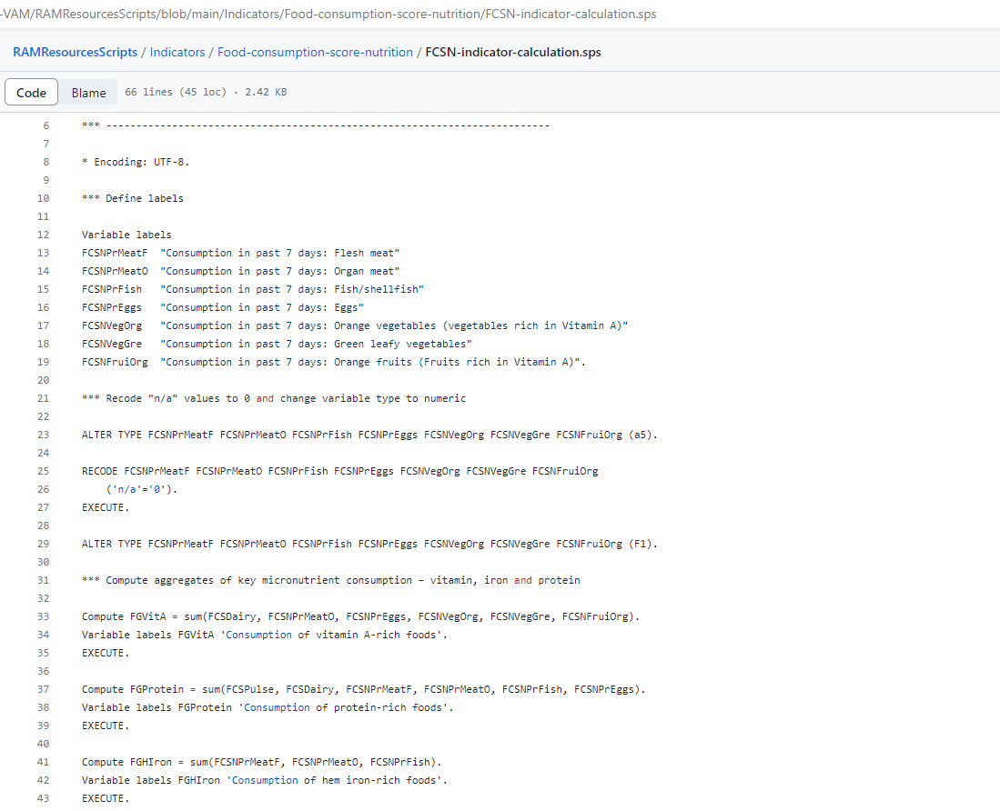 -VAM/RAMResourcesScripts/blob/main/Indicators/Food-consumption-score-nutrition/FCSN-indicator-calculation.sps
RAMResourcesScripts / Indicators / Food-consumption-score-nutrition / FCSN-indicator-calculation.sps
Code Blame 66 lines (45 loc) · 2.42 KB
6 *** --------------------------------------------------------------------------
7
8 * Encoding: UTF-8.
9
10 *** Define labels
11
12 Variable labels
13 FCSNPrMeatF "Consumption in past 7 days: Flesh meat"
14 FCSNPrMeatO "Consumption in past 7 days: Organ meat"
15 FCSNPrFish "Consumption in past 7 days: Fish/shellfish"
16 FCSNPrEggs "Consumption in past 7 days: Eggs"
17 FCSNVegOrg "Consumption in past 7 days: Orange vegetables (vegetables rich in Vitamin A)"
18 FCSNVegGre "Consumption in past 7 days: Green leafy vegetables"
19 FCSNFruiOrg "Consumption in past 7 days: Orange fruits (Fruits rich in Vitamin A)".
20
21 *** Recode "n/a" values to 0 and change variable type to numeric
22
23 ALTER TYPE FCSNPrMeatF FCSNPrMeatO FCSNPrFish FCSNPrEggs FCSNVegOrg FCSNVegGre FCSNFruiOrg (a5).
24
25 RECODE FCSNPrMeatF FCSNPrMeatO FCSNPrFish FCSNPrEggs FCSNVegOrg FCSNVegGre FCSNFruiOrg
26 ('n/a'='0').
27 EXECUTE.
28
29 ALTER TYPE FCSNPrMeatF FCSNPrMeatO FCSNPrFish FCSNPrEggs FCSNVegOrg FCSNVegGre FCSNFruiOrg (F1).
30
31 *** Compute aggregates of key micronutrient consumption – vitamin, iron and protein
32
33 Compute FGVitA = sum(FCSDairy, FCSNPrMeatO, FCSNPrEggs, FCSNVegOrg, FCSNVegGre, FCSNFruiOrg).
34 Variable labels FGVitA 'Consumption of vitamin A-rich foods'.
35 EXECUTE.
36
37 Compute FGProtein = sum(FCSPulse, FCSDairy, FCSNPrMeatF, FCSNPrMeatO, FCSNPrFish, FCSNPrEggs).
38 Variable labels FGProtein 'Consumption of protein-rich foods'.
39 EXECUTE.
40
41 Compute FGHIron = sum(FCSNPrMeatF, FCSNPrMeatO, FCSNPrFish).
42 Variable labels FGHIron 'Consumption of hem iron-rich foods'.
43 EXECUTE.